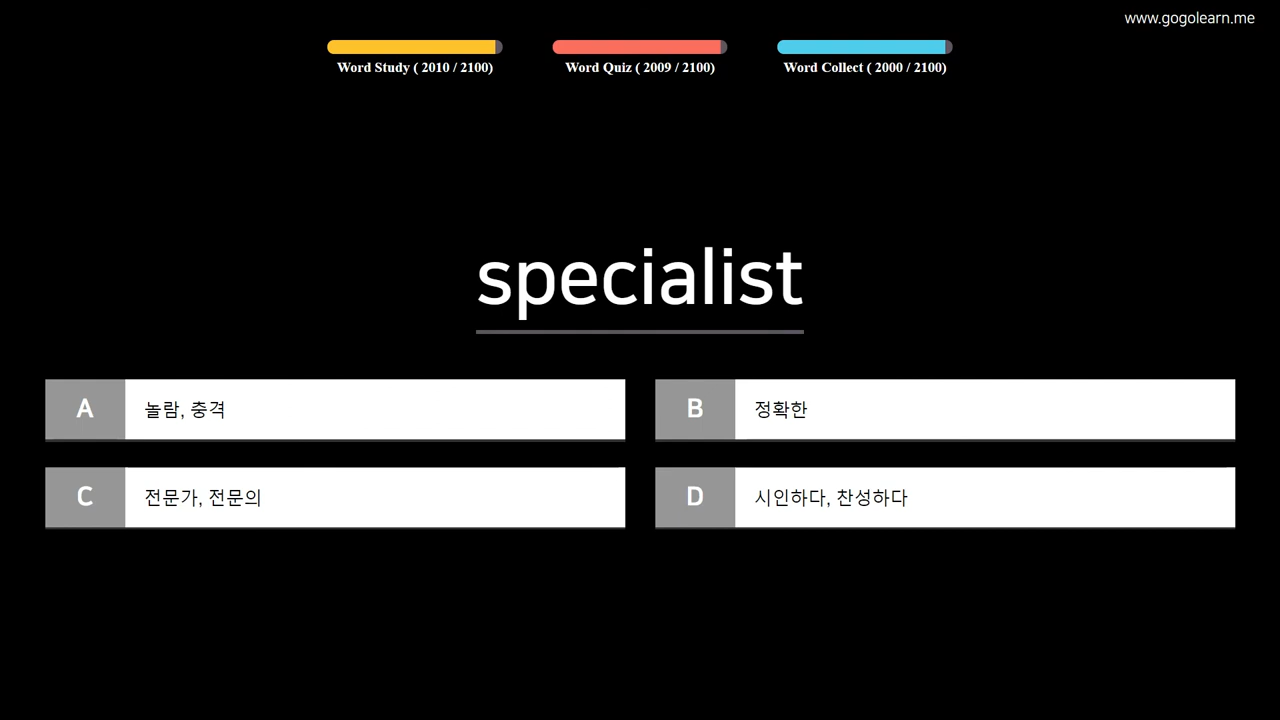 www.gogolearn.me
Word Study ( 2010 / 2100)
Word Quiz ( 2009 / 2100)
Word Collect ( 2000 / 2100)
specialist
A 놀람, 충격
B 정확한
C 전문가, 전문의
D 시인하다, 찬성하다